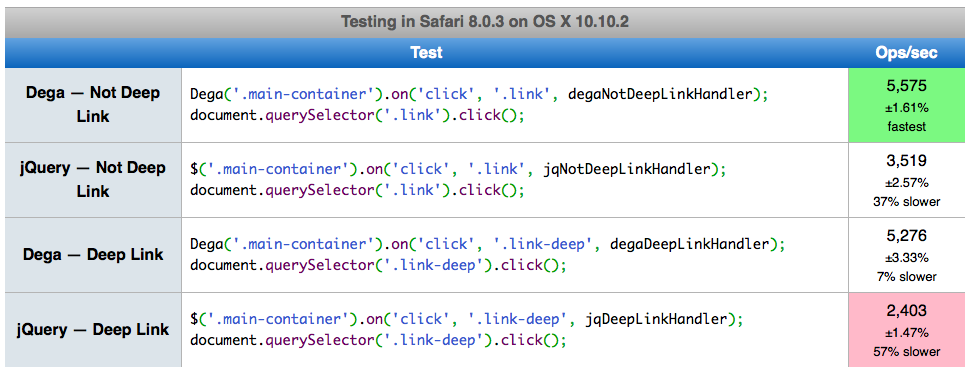 Testing in Safari 8.0.3 on OS X 10.10.2
Test Ops/sec
Dega — Not Deep
Link
Dega('.main-container').on('click', '.link', degaNotDeepLinkHandler);
document.querySelector('.link').click();
5,575
±1.61%
fastest
jQuery — Not Deep
Link
$('.main-container').on('click', '.link', jqNotDeepLinkHandler);
document.querySelector('.link').click();
3,519
±2.57%
37% slower
Dega — Deep Link
Dega('.main-container').on('click', '.link-deep', degaDeepLinkHandler);
document.querySelector('.link-deep').click();
5,276
±3.33%
7% slower
jQuery — Deep Link
$('.main-container').on('click', '.link-deep', jqDeepLinkHandler);
document.querySelector('.link-deep').click();
2,403
±1.47%
57% slower